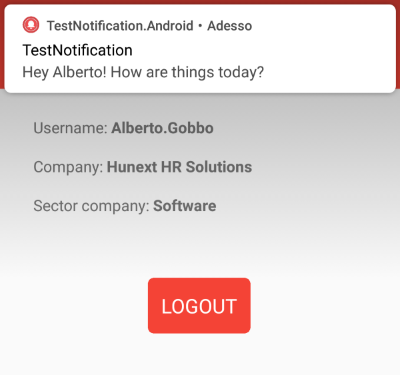 TestNotification.Android • Adesso
TestNotification
Hey Alberto! How are things today?
Username: Alberto.Gobbo
Company: Hunext HR Solutions
Sector company: Software
LOGOUT